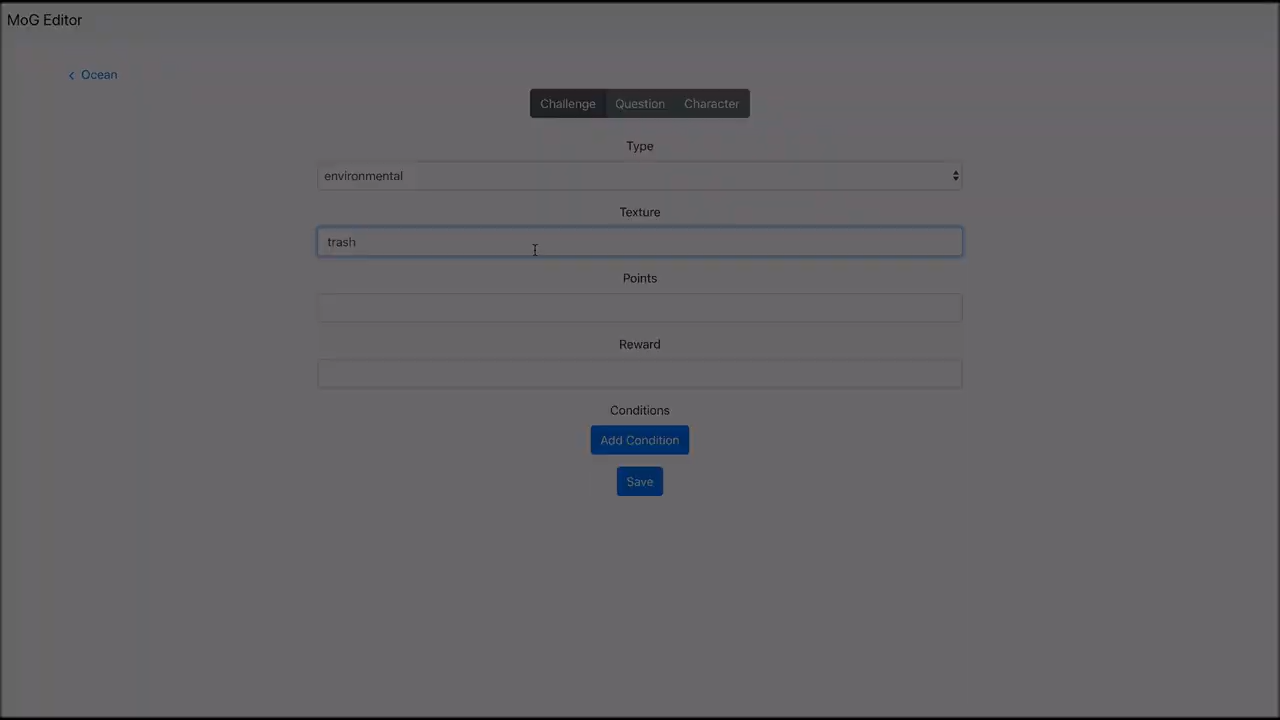 MoG Editor
Ocean
Challenge Question Character
Type
environmental
Texture
trash
Points
Reward
Conditions
Add Condition
Save